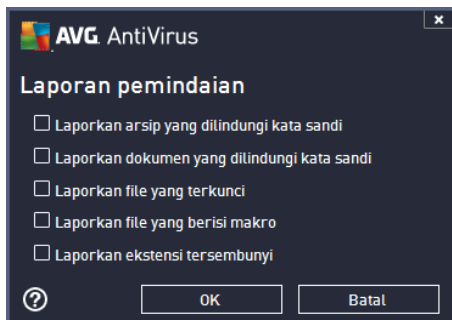 AVG AntiVirus
Laporan pemindaian
Laporkan arsip yang dilindungi kata sandi
Laporkan dokumen yang dilindungi kata sandi
Laporkan file yang terkunci
Laporkan file yang berisi makro
Laporkan ekstensi tersembunyi
? OK Batal